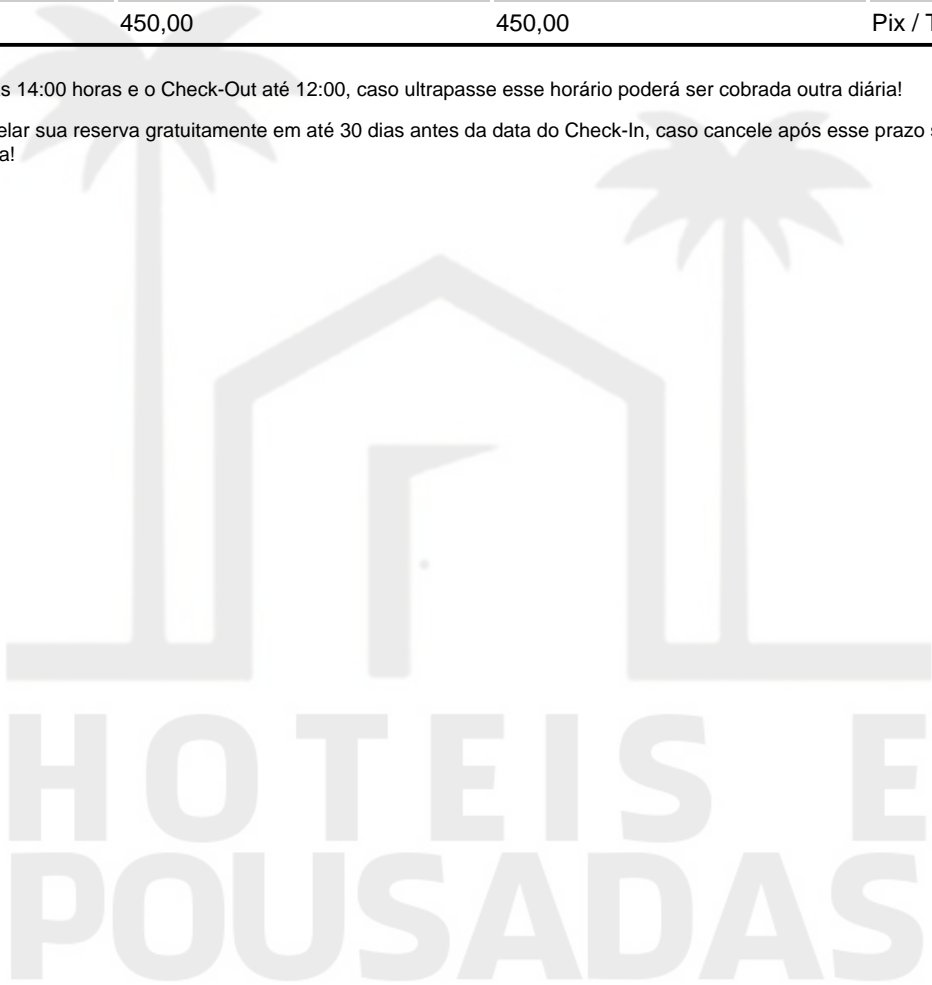 450,00 450,00 Pix / T
s 14:00 horas e o Check-Out até 12:00, caso ultrapasse esse horário poderá ser cobrada outra diária!
elar sua reserva gratuitamente em até 30 dias antes da data do Check-In, caso cancele após esse prazo s
a!
HOTEIS E
POUSADAS